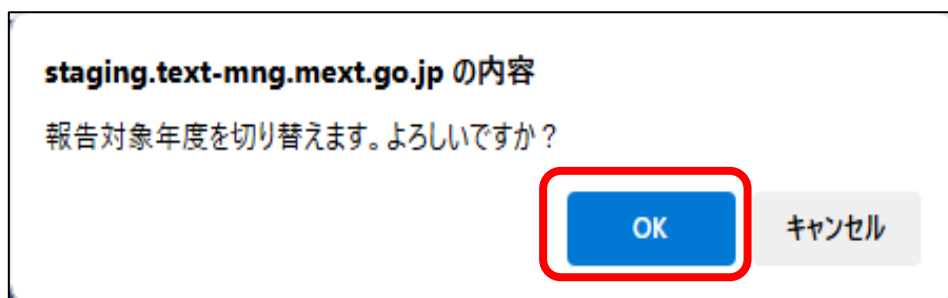 staging.text-mng.mext.go.jp の内容
報告対象年度を切り替えます。よろしいですか？
OK
キャンセル